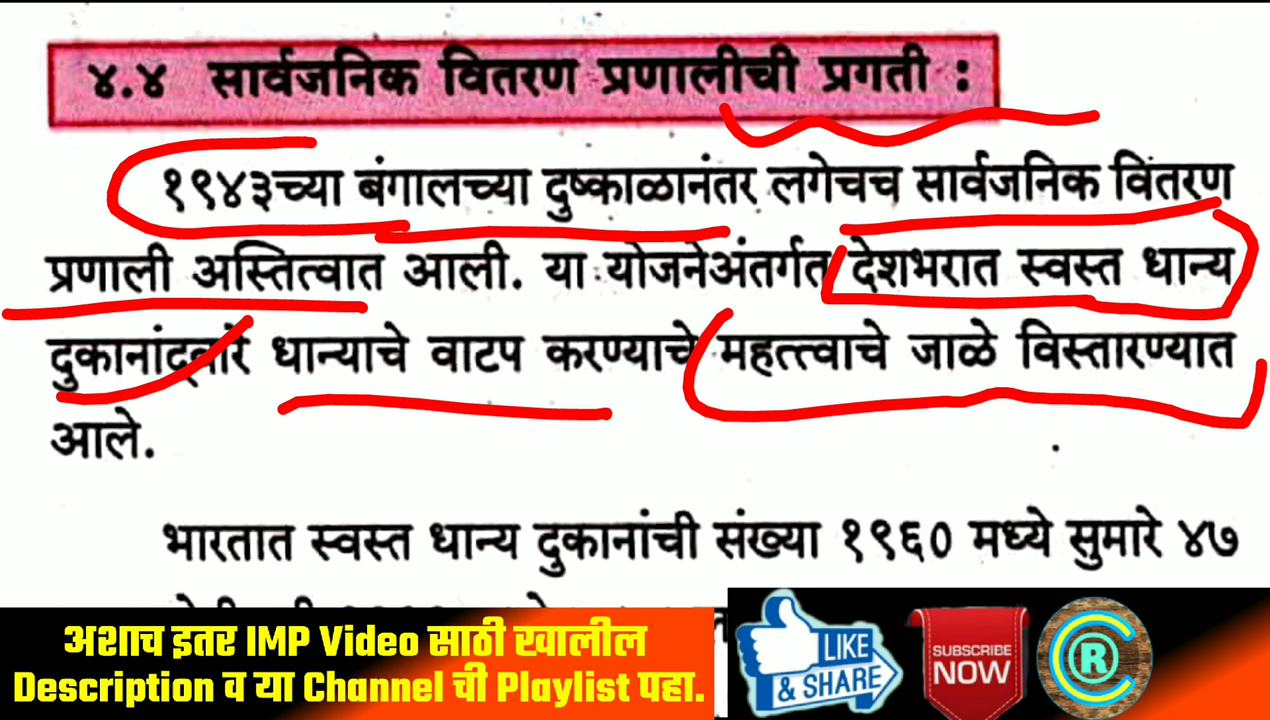 ४.४ सार्वजनिक वितरण प्रणालीची प्रगती :
१९४३च्या बंगालच्या दुष्काळानंतर लगेचच सार्वजनिक वितरण
प्रणाली अस्तित्वात आली. या योजनेअंतर्गत देशभरात स्वस्त धान्य
दुकानांद्वारे धान्याचे वाटप करण्याचे महत्त्वाचे जाळे विस्तारण्यात
आले.
भारतात स्वस्त धान्य दुकानांची संख्या १९६० मध्ये सुमारे ४७
अशाच इतर IMP Video साठी खालील
Description व या Channel ची Playlist पहा.
LIKE
& SHARE
SUBSCRIBE
NOW
R